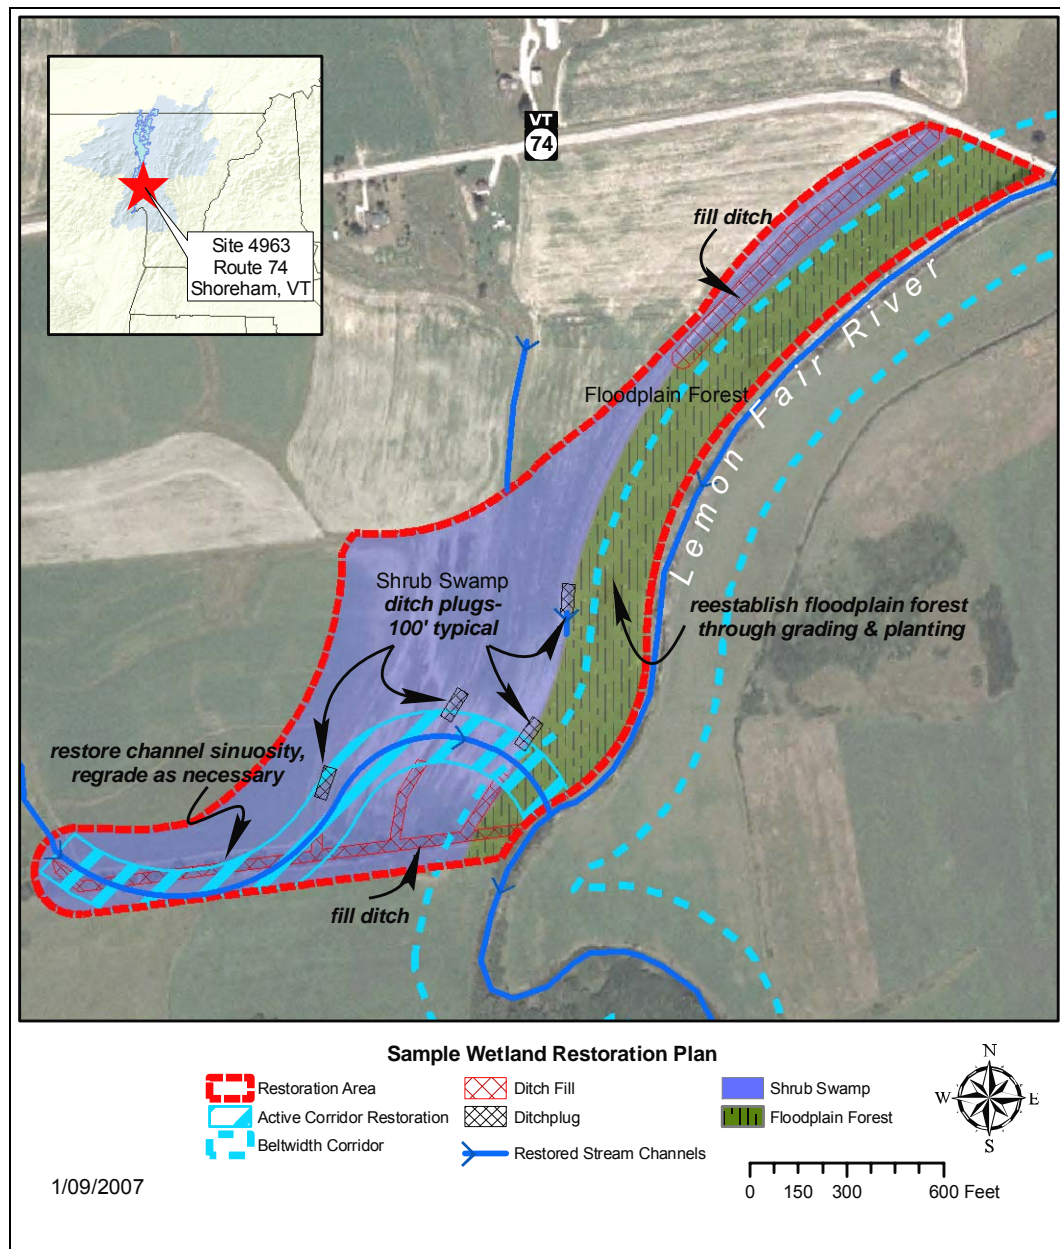 VT
74
Site 4963
Route 74
Shoreham, VT
fill ditch
Floodplain Forest
Lemon Fair River
Shrub Swamp
ditch plugs-
100' typical
reestablish floodplain forest
through grading & planting
restore channel sinuosity,
regrade as necessary
fill ditch
Sample Wetland Restoration Plan
Restoration Area
Active Corridor Restoration
Beltwidth Corridor
Ditch Fill
Ditchplug
Restored Stream Channels
Shrub Swamp
Floodplain Forest
N
W
E
S
0 150 300 600 Feet
1/09/2007